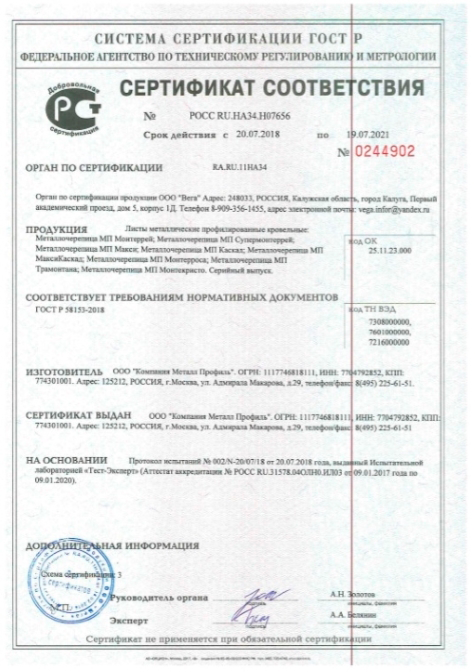 СИСТЕМА СЕРТИФИКАЦИИ ГОСТ Р
ФЕДЕРАЛЬНОЕ АГЕНТСТВО ПО ТЕХНИЧЕСКОМУ РЕГУЛИРОВАНИЮ И МЕТРОЛОГИИ
Добровольная
сертификация
СЕРТИФИКАТ СООТВЕТСТВИЯ
№ РОСС RU.НА34.Н07656
Срок действия с 20.07.2018 по 19.07.2021
№ 0244902
ОРГАН ПО СЕРТИФИКАЦИИ RA.RU.11НА34
Орган по сертификации продукции ООО "Вега" Адрес: 248033, РОССИЯ, Калужская область, город Калуга, Первый
академический проезд, дом 5, корпус 1Д. Телефон 8-909-356-1455, адрес электронной почты: vega.infor@yandex.ru
ПРОДУКЦИЯ Листы металлические профилированные кровельные:
Металлочерепица МП Монтеррей; Металлочерепица МП Супермонтеррей;
Металлочерепица МП Макси; Металлочерепица МП Каскад; Металлочерепица МП
МаксиКаскад; Металлочерепица МП Монтерроса; Металлочерепица МП
Трамонтана; Металлочерепица МП Монтекристо. Серийный выпуск.
код ОК
25.11.23.000
СООТВЕТСТВУЕТ ТРЕБОВАНИЯМ НОРМАТИВНЫХ ДОКУМЕНТОВ
ГОСТ Р 58153-2018
код ТН ВЭД
7308000000,
7601000000,
7216000000
ИЗГОТОВИТЕЛЬ ООО "Компания Металл Профиль". ОГРН: 1117746818111, ИНН: 7704792852, КПП:
774301001. Адрес: 125212, РОССИЯ, г.Москва, ул. Адмирала Макарова, д.29, телефон/факс: 8(495) 225-61-51.
СЕРТИФИКАТ ВЫДАН ООО "Компания Металл Профиль". ОГРН: 1117746818111, ИНН: 7704792852, КПП:
774301001. Адрес: 125212, РОССИЯ, г.Москва, ул. Адмирала Макарова, д.29, телефон/факс: 8(495) 225-61-51
НА ОСНОВАНИИ Протокол испытаний № 002/N-20/07/18 от 20.07.2018 года, выданный Испытательной
лабораторией «Тест-Эксперт» (Аттестат аккредитации № РОСС RU.31578.04ОЛН0.ИЛ03 от 09.01.2017 года по
09.01.2020).
ДОПОЛНИТЕЛЬНАЯ ИНФОРМАЦИЯ
Схема сертификации: 3
М.П.
Руководитель органа
А.Н. Золотов
подпись
инициалы, фамилия
Эксперт
А.А. Белякин
подпись
инициалы, фамилия
Сертификат не применяется при обязательной сертификации